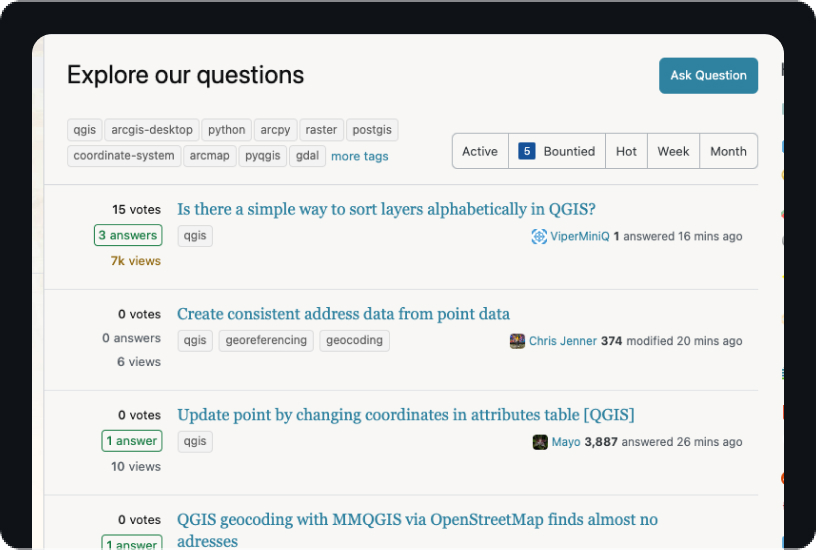 Explore our questions
Ask Question
qgis arcgis-desktop python arcpy raster postgis
coordinate-system arcmap pyqgis gdal more tags
Active 5 Bountied Hot Week Month
15 votes
Is there a simple way to sort layers alphabetically in QGIS?
3 answers
qgis
ViperMiniQ 1 answered 16 mins ago
7k views
0 votes
Create consistent address data from point data
0 answers
qgis georeferencing geocoding
Chris Jenner 374 modified 20 mins ago
6 views
0 votes
Update point by changing coordinates in attributes table [QGIS]
1 answer
qgis
Mayo 3,887 answered 26 mins ago
10 views
0 votes
QGIS geocoding with MMQGIS via OpenStreetMap finds almost no
adresses
1 answer